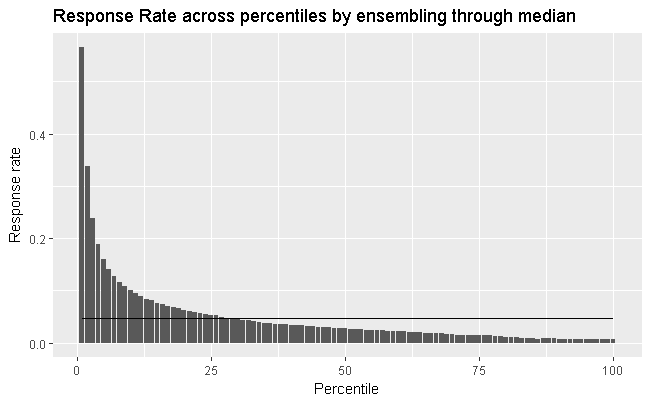 Response Rate across percentiles by ensembling through median
Response rate
0.4
0.2
0.0
0
25
50
75
100
Percentile